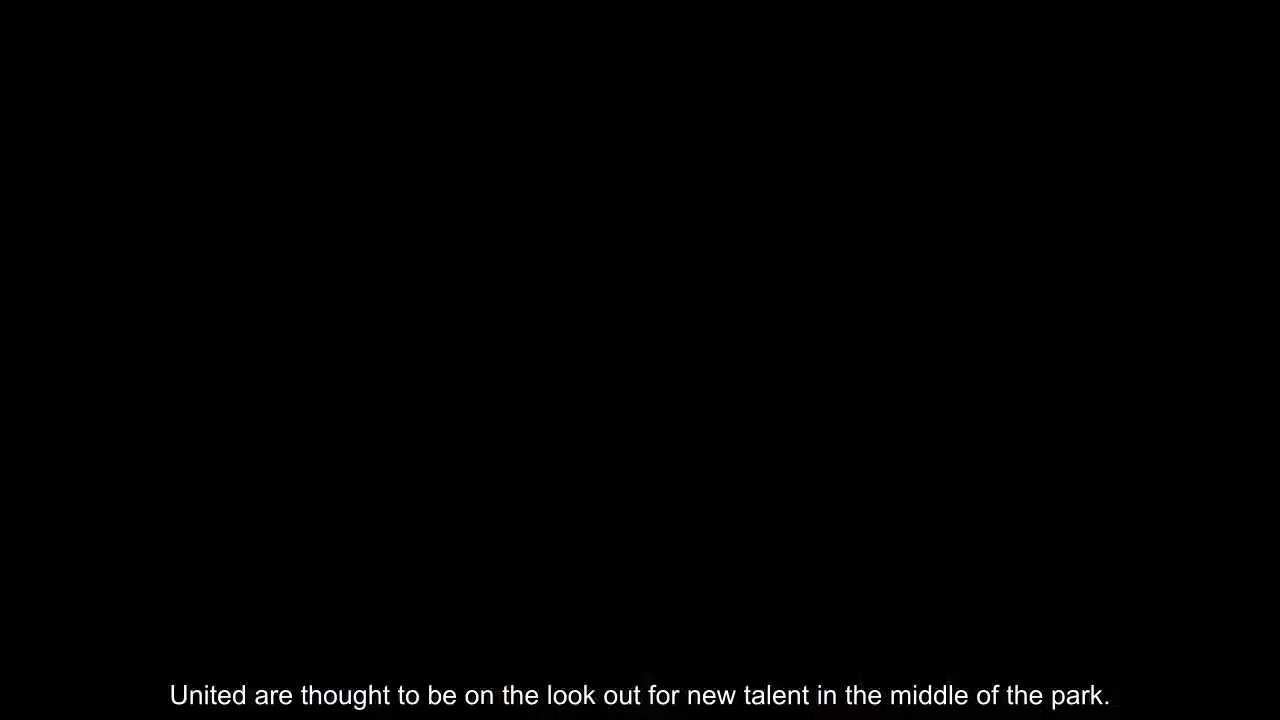 United are thought to be on the look out for new talent in the middle of the park.